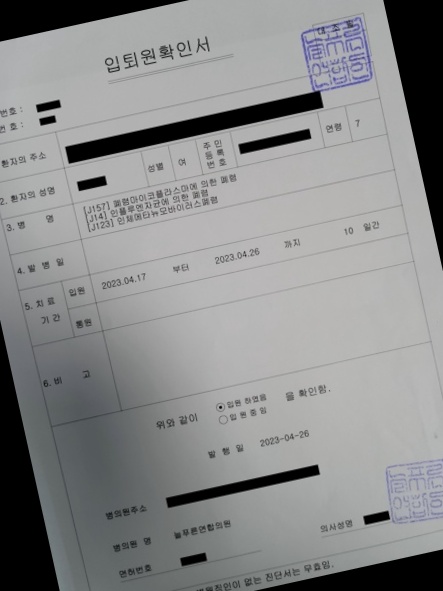 대조필
입퇴원확인서
번호 :
번호 :
환자의 주소
2. 환자의 성명 성별 여 주민등록번호 연령 7
3. 병 명 [J157] 폐렴마이코플라스마에 의한 폐렴
[J14] 인플루엔자균에 의한 폐렴
[J123] 인체메타뉴모바이러스폐렴
4. 발 병 일
5. 치료기간 입원 2023.04.17 부터 2023.04.26 까지 10 일간
통원
6. 비 고
위와 같이 입원 하였음 을 확인함.
입 원 중 임
발 행 일 2023-04-26
병의원주소
병의원 명 늘푸른연합의원
면허번호 의사성명
없는 진단서는 무효임.